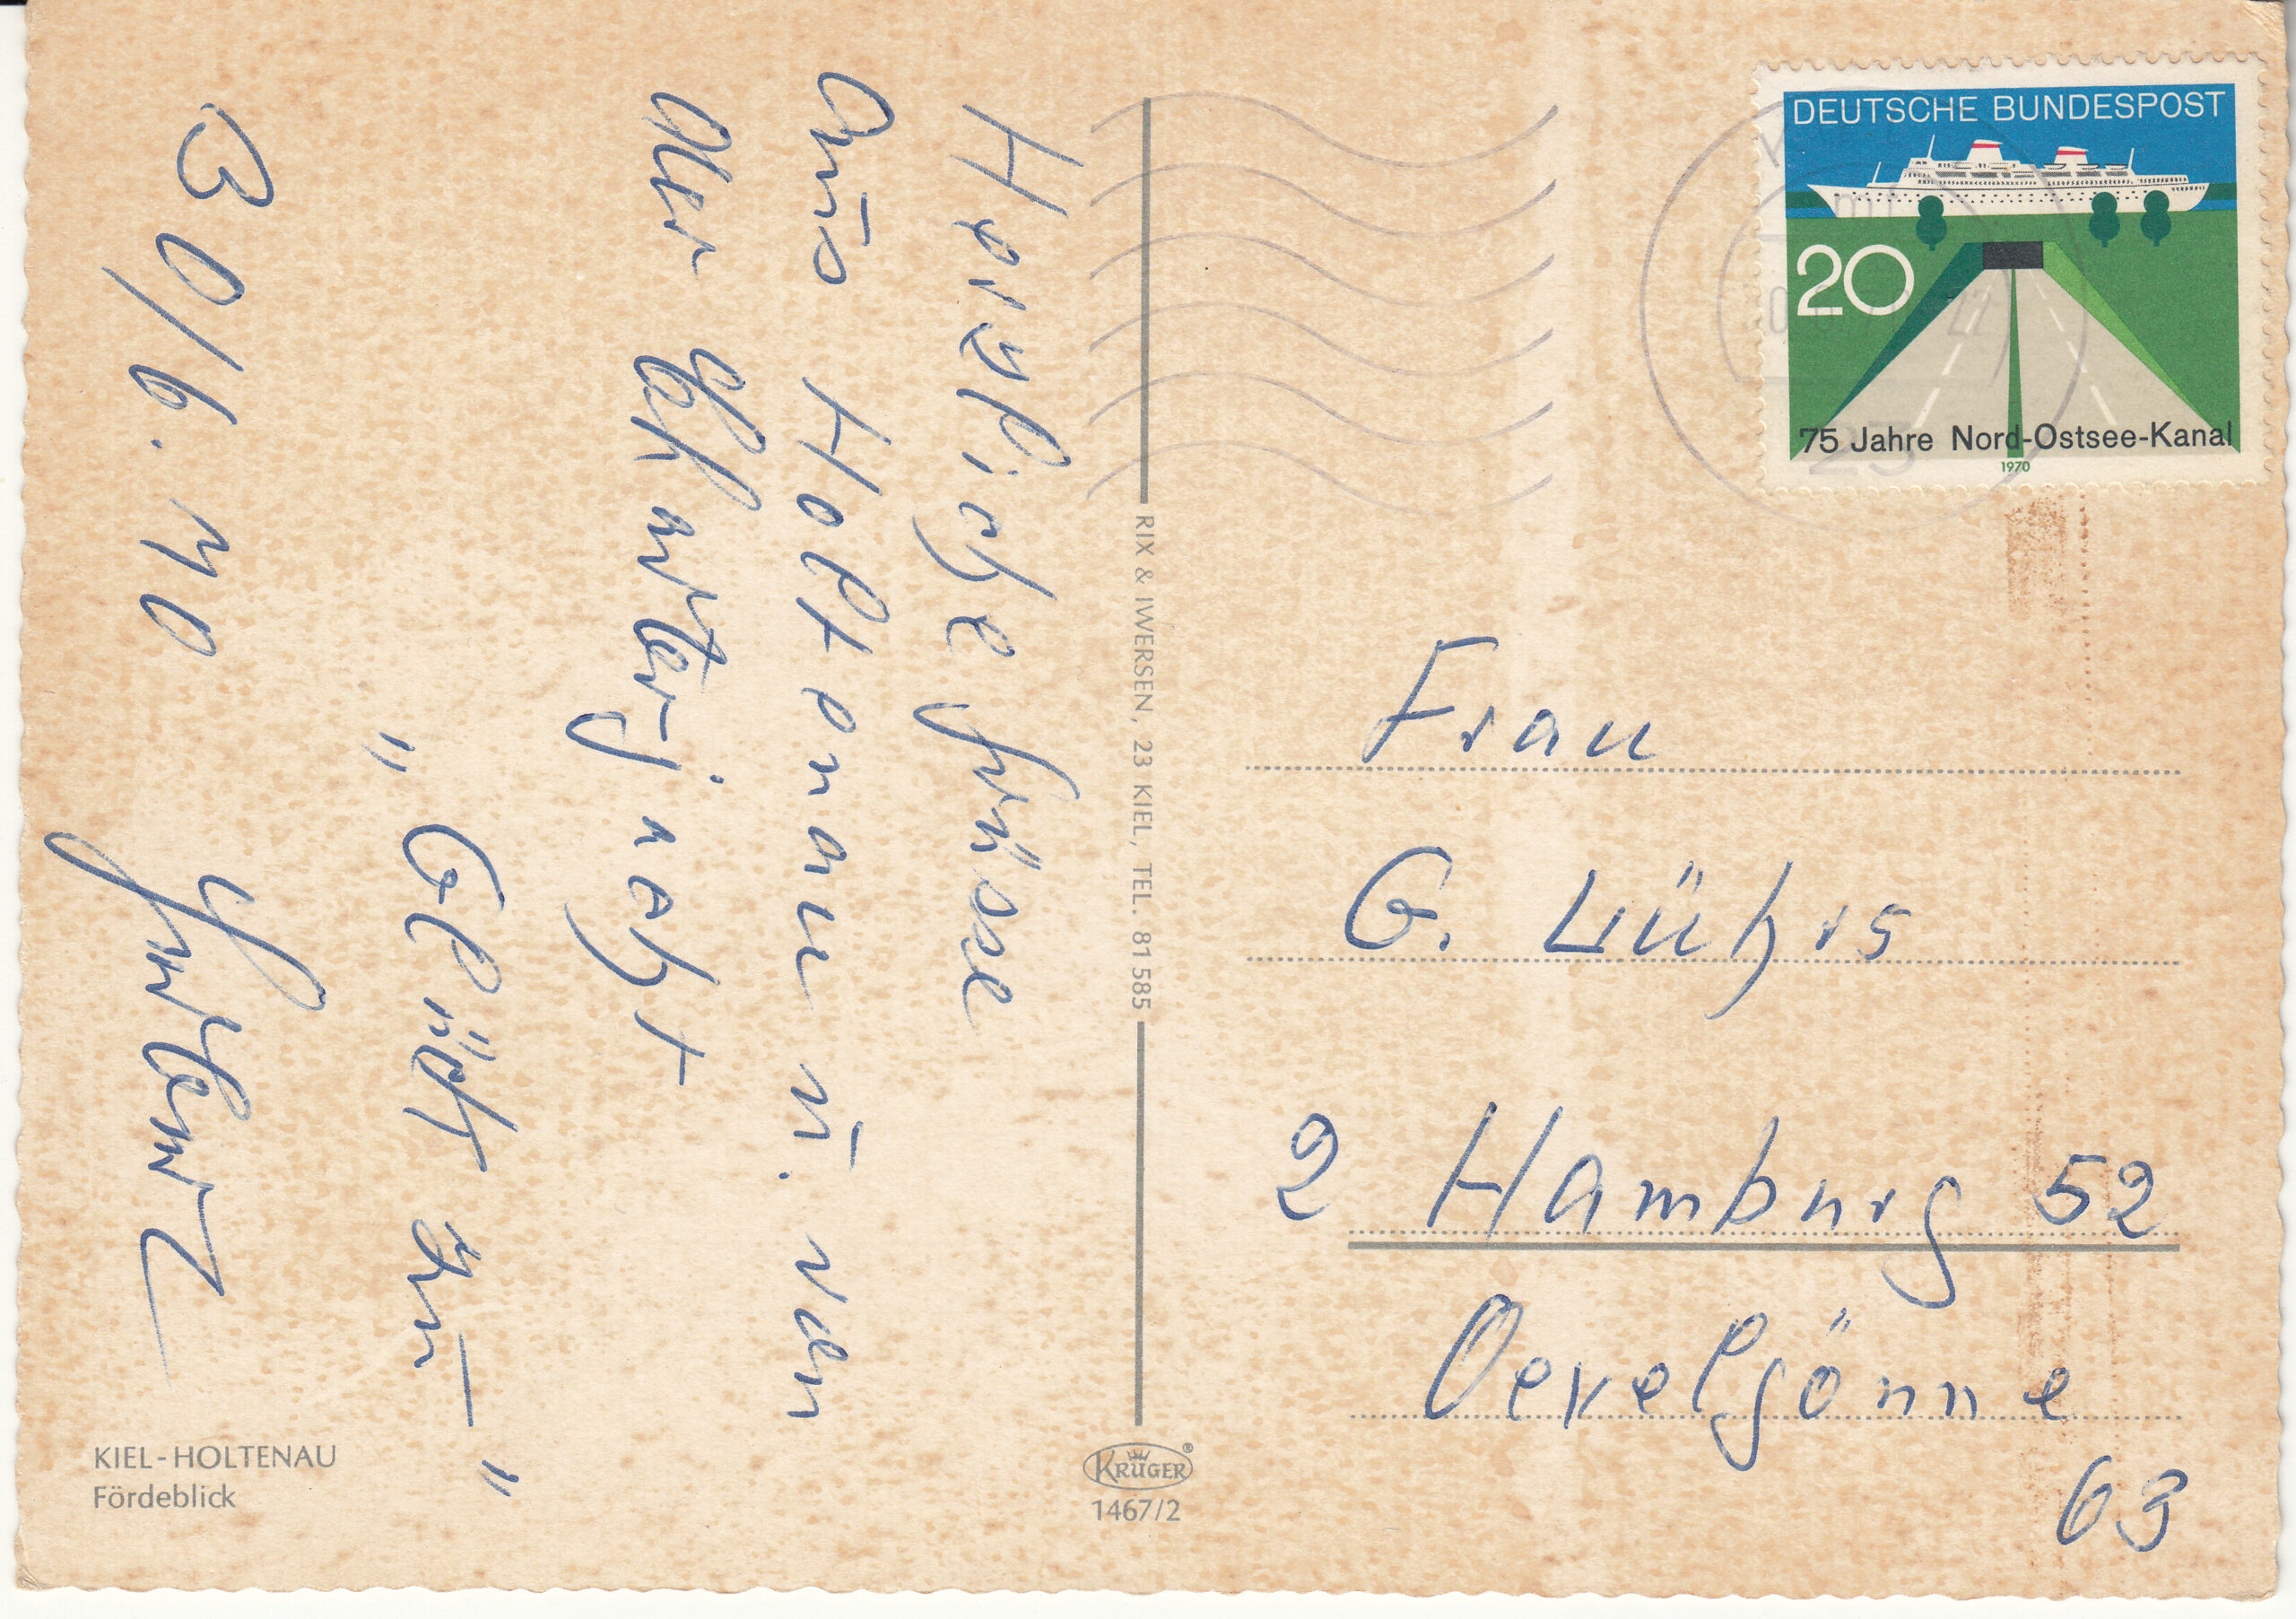 DEUTSCHE BUNDESPOST
20
75 Jahre Nord-Ostsee-Kanal
1970
23
Herzliche Grüsse
aus Holtenau u. von
der Charterjacht
„Glück zu—"
30/6. 70
RIX & IWERSEN, 23 KIEL, TEL. 81 585
Frau
G. Lührs
2 Hamburg 52
Oevelgönne
63
KIEL-HOLTENAU
Fördeblick
KRÜGER®
1467/2